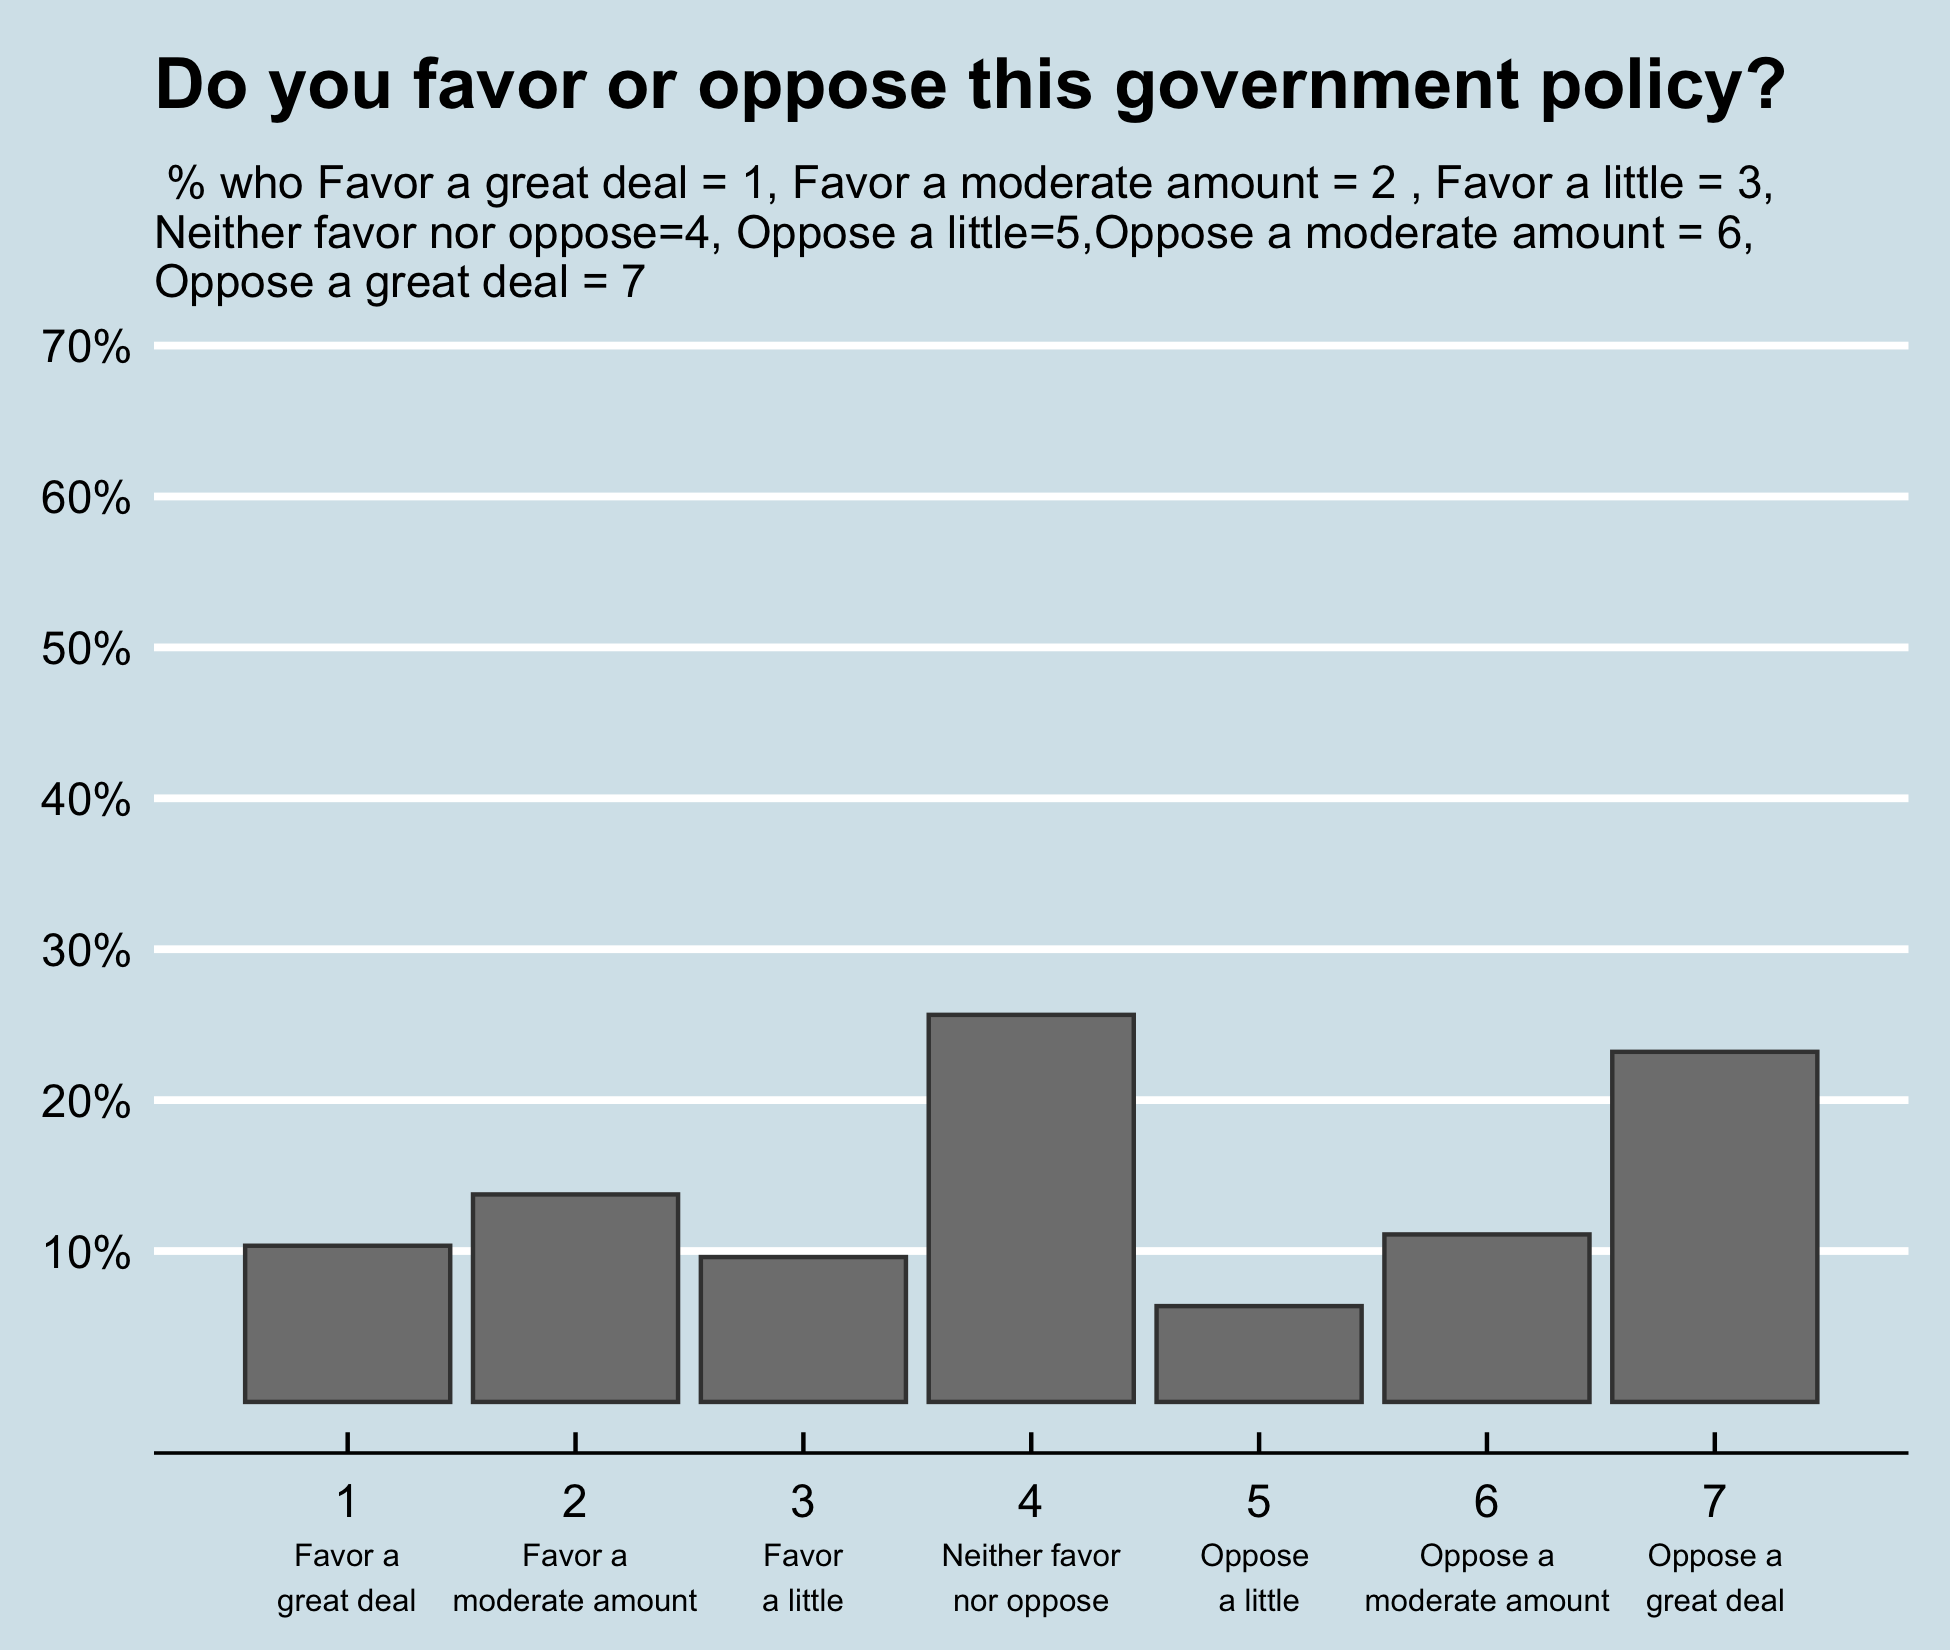 Do you favor or oppose this government policy?
% who Favor a great deal = 1, Favor a moderate amount = 2 , Favor a little = 3,
Neither favor nor oppose=4, Oppose a little=5,Oppose a moderate amount = 6,
Oppose a great deal = 7
70%
60%
50%
40%
30%
20%
10%
1 2 3 4 5 6 7
Favor a Favor a Favor Neither favor Oppose Oppose a Oppose a
great deal moderate amount a little nor oppose a little moderate amount great deal